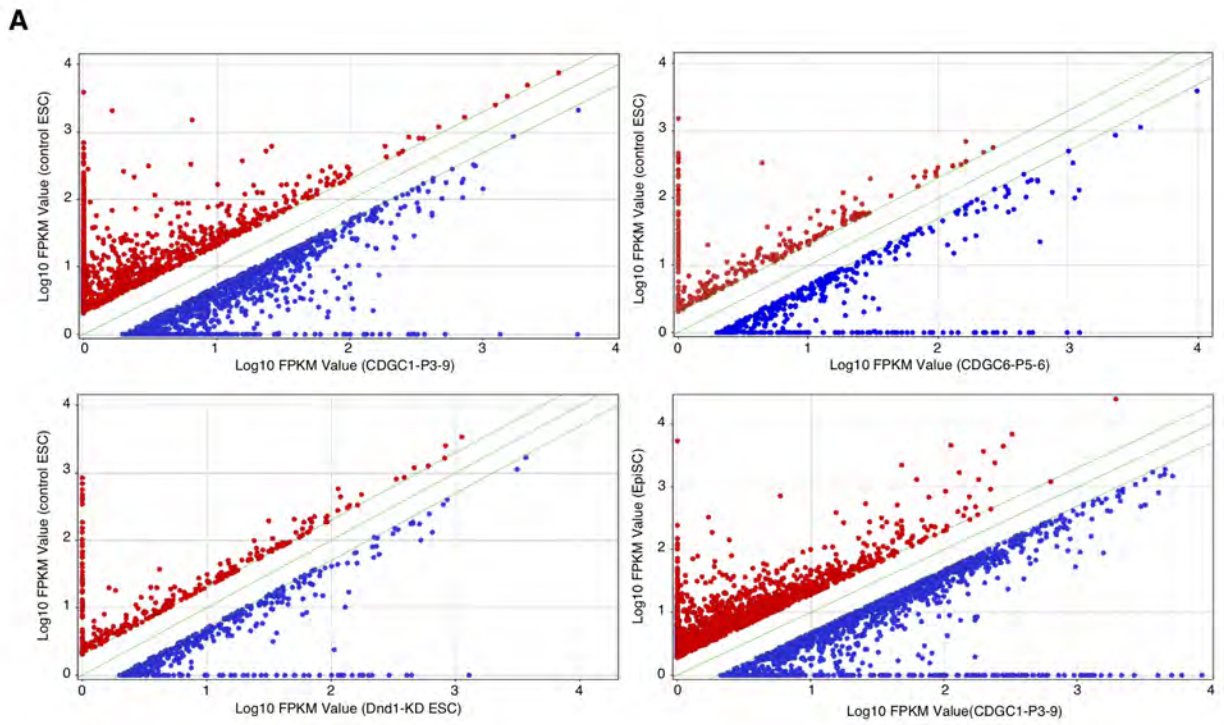 A
4
3
2
1
0
Log10 FPKM Value (control ESC)
0 1 2 3 4
Log10 FPKM Value (CDGC1-P3-9)
4
3
2
1
0
Log10 FPKM Value (control ESC)
0 1 2 3 4
Log10 FPKM Value (CDGC6-P5-6)
4
3
2
1
0
Log10 FPKM Value (control ESC)
0 1 2 3 4
Log10 FPKM Value (Dnd1-KD ESC)
4
3
2
1
0
Log10 FPKM Value (EpiSC)
0 1 2 3 4
Log10 FPKM Value(CDGC1-P3-9)